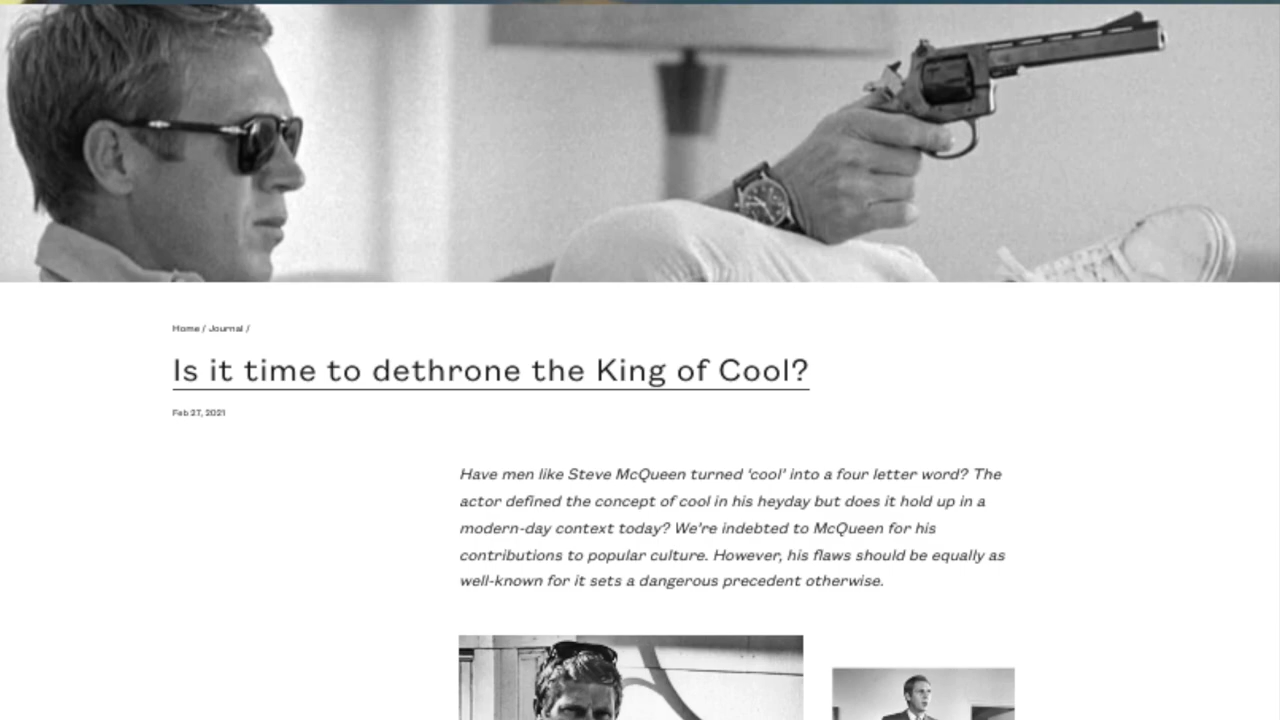 Home / Journal /
Is it time to dethrone the King of Cool?
Feb 27, 2021
Have men like Steve McQueen turned ‘cool’ into a four letter word? The
actor defined the concept of cool in his heyday but does it hold up in a
modern-day context today? We’re indebted to McQueen for his
contributions to popular culture. However, his flaws should be equally as
well-known for it sets a dangerous precedent otherwise.